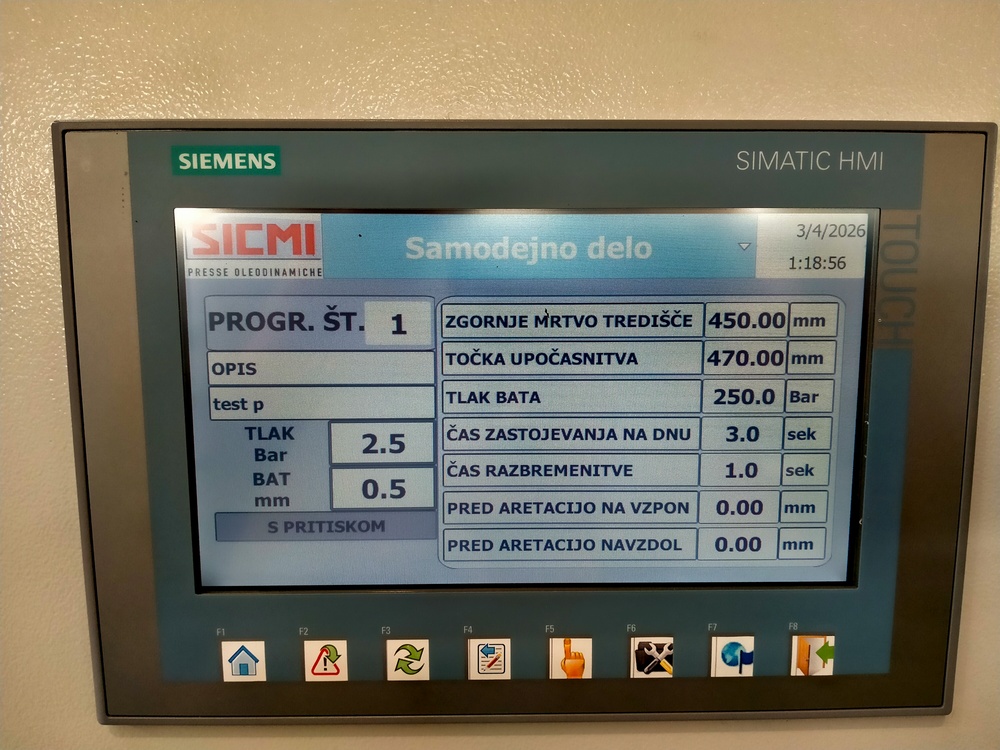 SIEMENS
SIMATIC HMI
TOUCH
SICMI
PRESSE OLEODINAMICHE
Samodejno delo
3/4/2026
1:18:56
PROGR. ŠT. 1
OPIS
test p
TLAK
Bar
2.5
BAT
mm
0.5
S PRITISKOM
ZGORNJE MRTVO TREDIŠČE 450.00 mm
TOČKA UPOČASNITVA 470.00 mm
TLAK BATA 250.0 Bar
ČAS ZASTOJEVANJA NA DNU 3.0 sek
ČAS RAZBREMENITVE 1.0 sek
PRED ARETACIJO NA VZPON 0.00 mm
PRED ARETACIJO NAVZDOL 0.00 mm
F1 F2 F3 F4 F5 F6 F7 F8